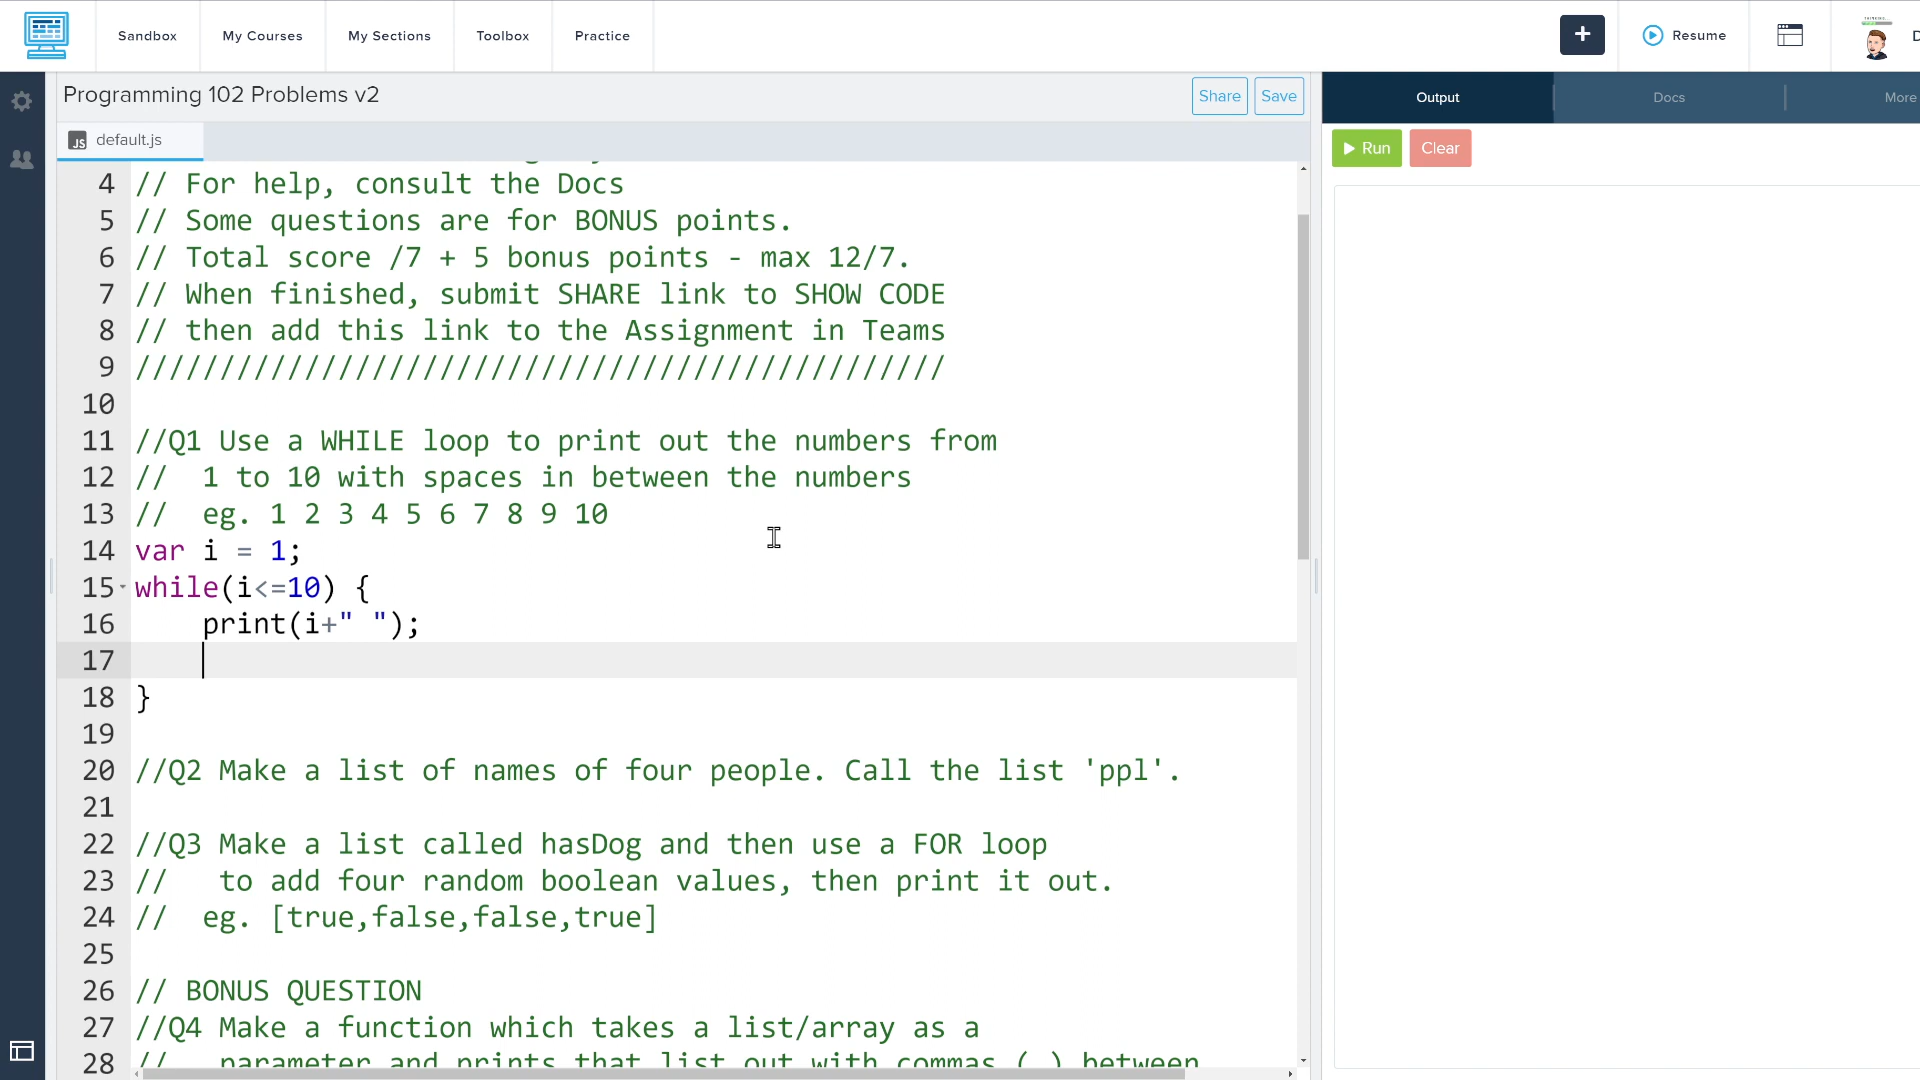 Sandbox
My Courses
My Sections
Toolbox
Practice
+
Resume
Programming 102 Problems v2
Share
Save
Output
Docs
More
JS default.js
Run
Clear
4 // For help, consult the Docs
5 // Some questions are for BONUS points.
6 // Total score /7 + 5 bonus points - max 12/7.
7 // When finished, submit SHARE link to SHOW CODE
8 // then add this link to the Assignment in Teams
9 ////////////////////////////////////////////////
10
11 //Q1 Use a WHILE loop to print out the numbers from
12 //  1 to 10 with spaces in between the numbers
13 //  eg. 1 2 3 4 5 6 7 8 9 10
14 var i = 1;
15 while(i<=10) {
16     print(i+" ");
17
18 }
19
20 //Q2 Make a list of names of four people. Call the list 'ppl'.
21
22 //Q3 Make a list called hasDog and then use a FOR loop
23 //   to add four random boolean values, then print it out.
24 //  eg. [true,false,false,true]
25
26 // BONUS QUESTION
27 //Q4 Make a function which takes a list/array as a
28 //   parameter and prints that list out with commas (,) between